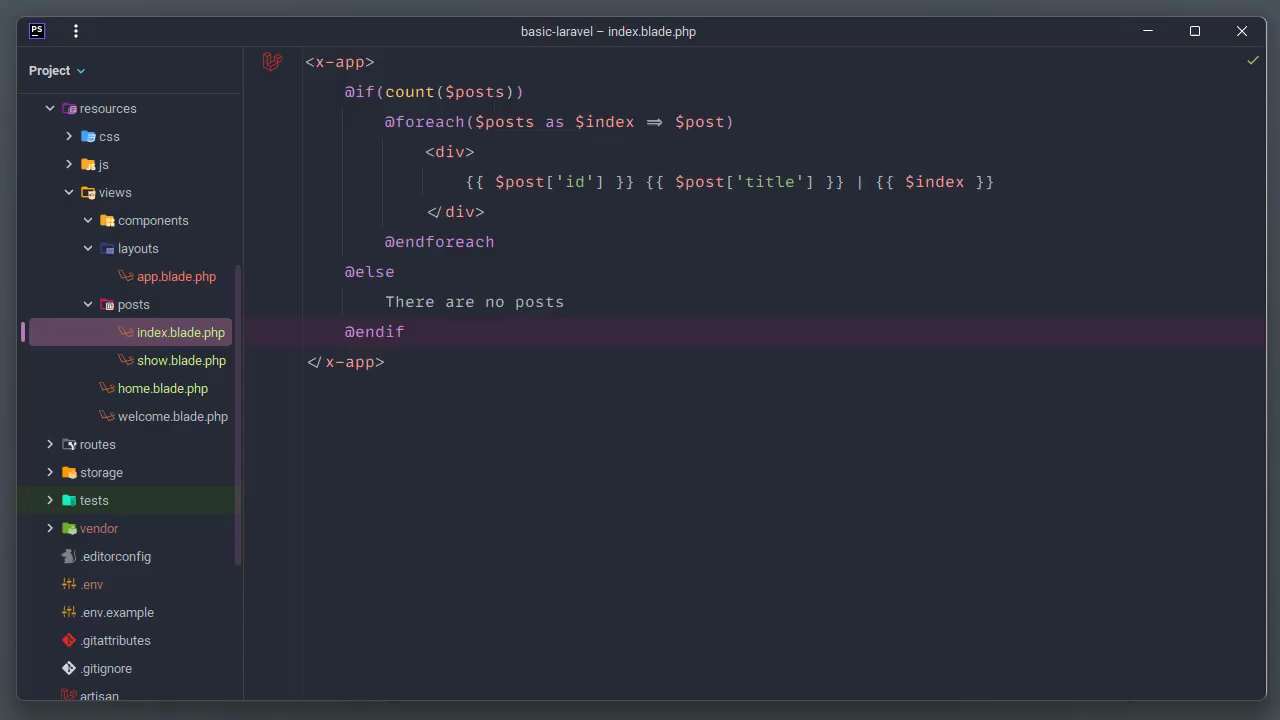 PS
basic-laravel – index.blade.php
Project
resources
css
js
views
components
layouts
app.blade.php
posts
index.blade.php
show.blade.php
home.blade.php
welcome.blade.php
routes
storage
tests
vendor
.editorconfig
.env
.env.example
.gitattributes
.gitignore
artisan
<x-app>
@if(count($posts))
@foreach($posts as $index => $post)
<div>
{{ $post['id'] }} {{ $post['title'] }} | {{ $index }}
</div>
@endforeach
@else
There are no posts
@endif
</x-app>